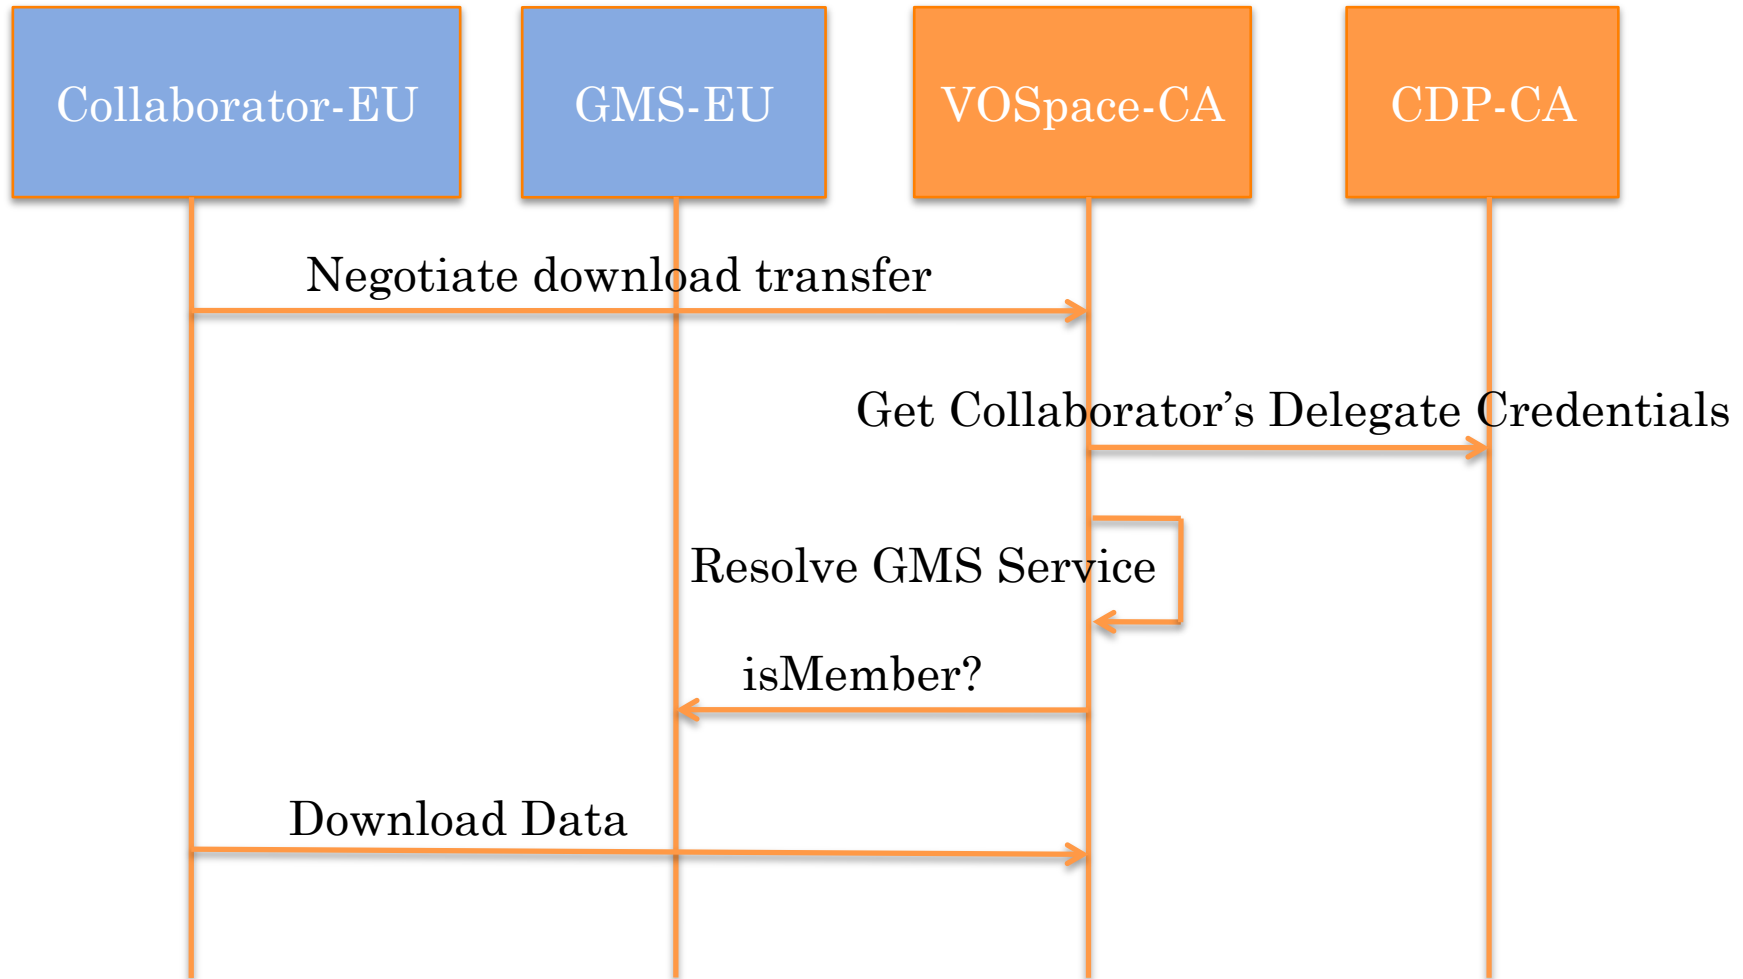 Collaborator-EU
GMS-EU
VOSpace-CA
CDP-CA
Negotiate download transfer
Get Collaborator’s Delegate Credentials
Resolve GMS Service
isMember?
Download Data